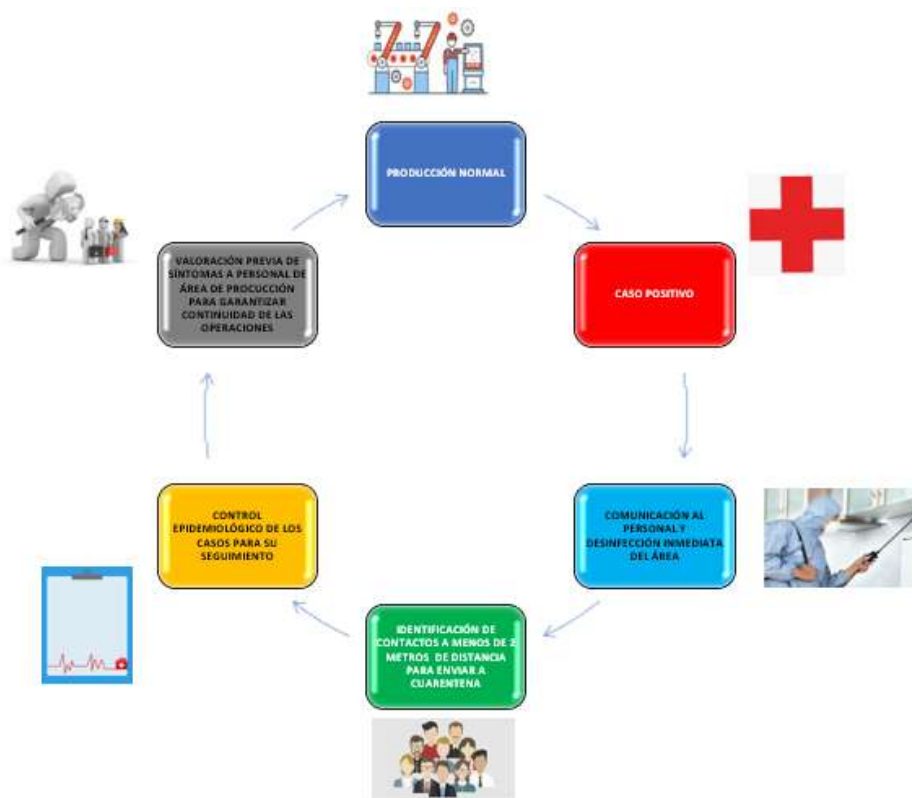 PRODUCCIÓN NORMAL
CASO POSITIVO
COMUNICACIÓN AL
PERSONAL Y
DESINFECCIÓN INMEDIATA
DEL ÁREA
IDENTIFICACIÓN DE
CONTACTOS A MENOS DE 2
METROS DE DISTANCIA
PARA ENVIAR A
CUARENTENA
CONTROL
EPIDEMIOLÓGICO DE LOS
CASOS PARA SU
SEGUIMIENTO
VALORACIÓN PREVIA DE
SÍNTOMAS A PERSONAL DE
ÁREA DE PROCUCCIÓN
PARA GARANTIZAR
CONTINUIDAD DE LAS
OPERACIONES